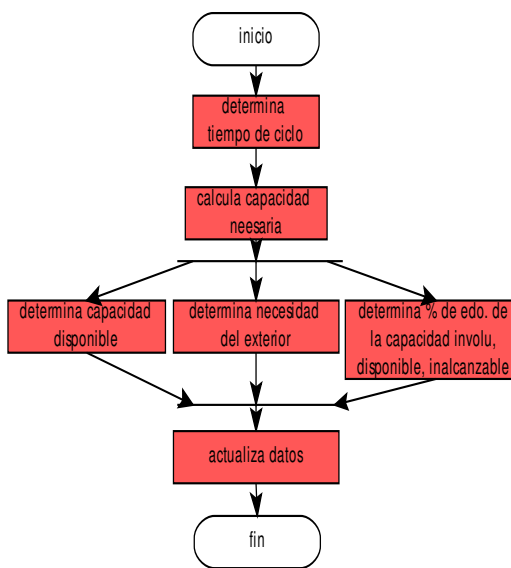 inicio
determina
tiempo de ciclo
calcula capacidad
neesaria
determina capacidad
disponible
determina necesidad
del exterior
determina % de edo. de
la capacidad involu,
disponible, inalcanzable
actualiza datos
fin